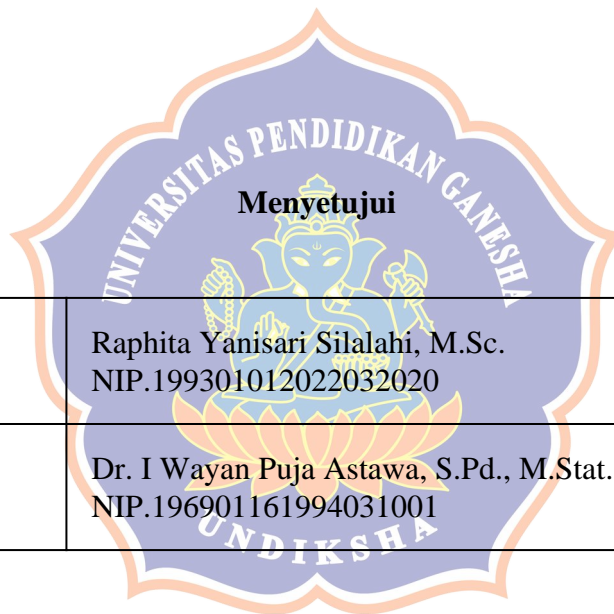 UNIVERSITAS PENDIDIKAN GANESHA
Menyetujui
Raphita Yanisari Silalahi, M.Sc.
NIP.199301012022032020
Dr. I Wayan Puja Astawa, S.Pd., M.Stat.
NIP.196901161994031001
UNDIKSHA